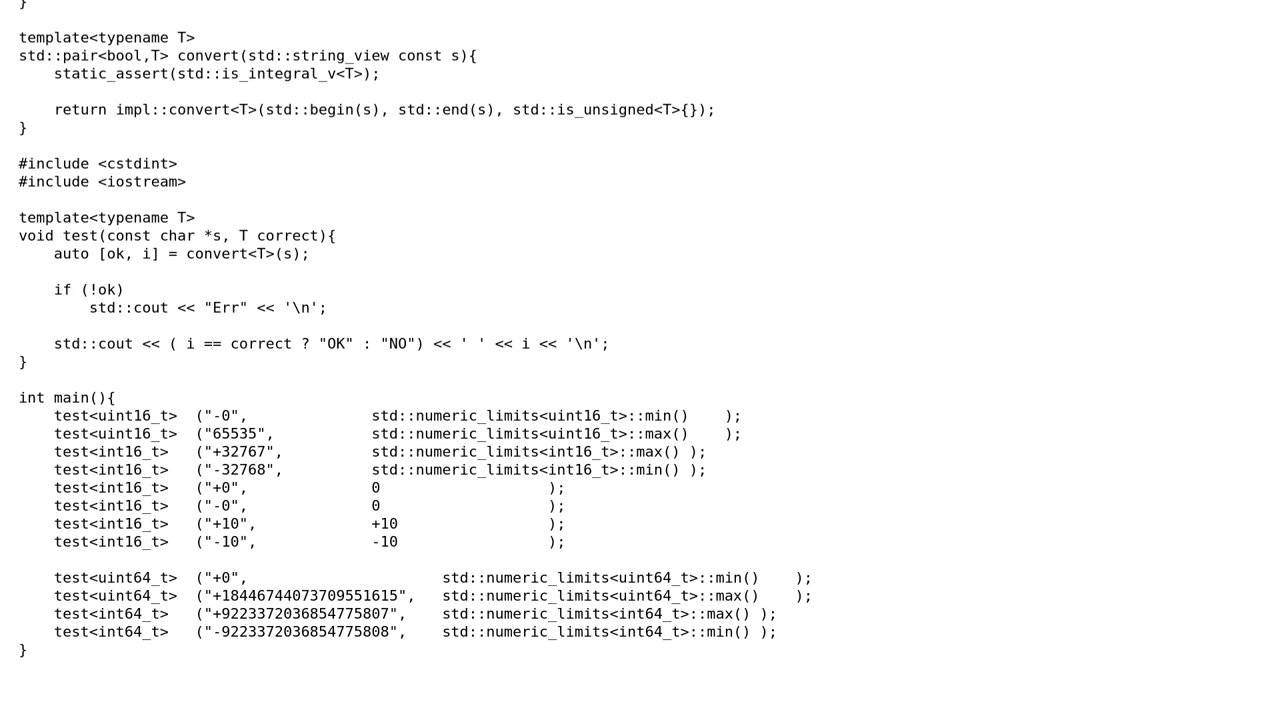 }

template<typename T>
std::pair<bool,T> convert(std::string_view const s){
    static_assert(std::is_integral_v<T>);

    return impl::convert<T>(std::begin(s), std::end(s), std::is_unsigned<T>{});
}

#include <cstdint>
#include <iostream>

template<typename T>
void test(const char *s, T correct){
    auto [ok, i] = convert<T>(s);

    if (!ok)
        std::cout << "Err" << '\n';

    std::cout << ( i == correct ? "OK" : "NO") << ' ' << i << '\n';
}

int main(){
    test<uint16_t>  ("-0",              std::numeric_limits<uint16_t>::min()    );
    test<uint16_t>  ("65535",           std::numeric_limits<uint16_t>::max()    );
    test<int16_t>   ("+32767",          std::numeric_limits<int16_t>::max() );
    test<int16_t>   ("-32768",          std::numeric_limits<int16_t>::min() );
    test<int16_t>   ("+0",              0                   );
    test<int16_t>   ("-0",              0                   );
    test<int16_t>   ("+10",             +10                 );
    test<int16_t>   ("-10",             -10                 );

    test<uint64_t>  ("+0",                      std::numeric_limits<uint64_t>::min()    );
    test<uint64_t>  ("+18446744073709551615",   std::numeric_limits<uint64_t>::max()    );
    test<int64_t>   ("+9223372036854775807",    std::numeric_limits<int64_t>::max() );
    test<int64_t>   ("-9223372036854775808",    std::numeric_limits<int64_t>::min() );
}